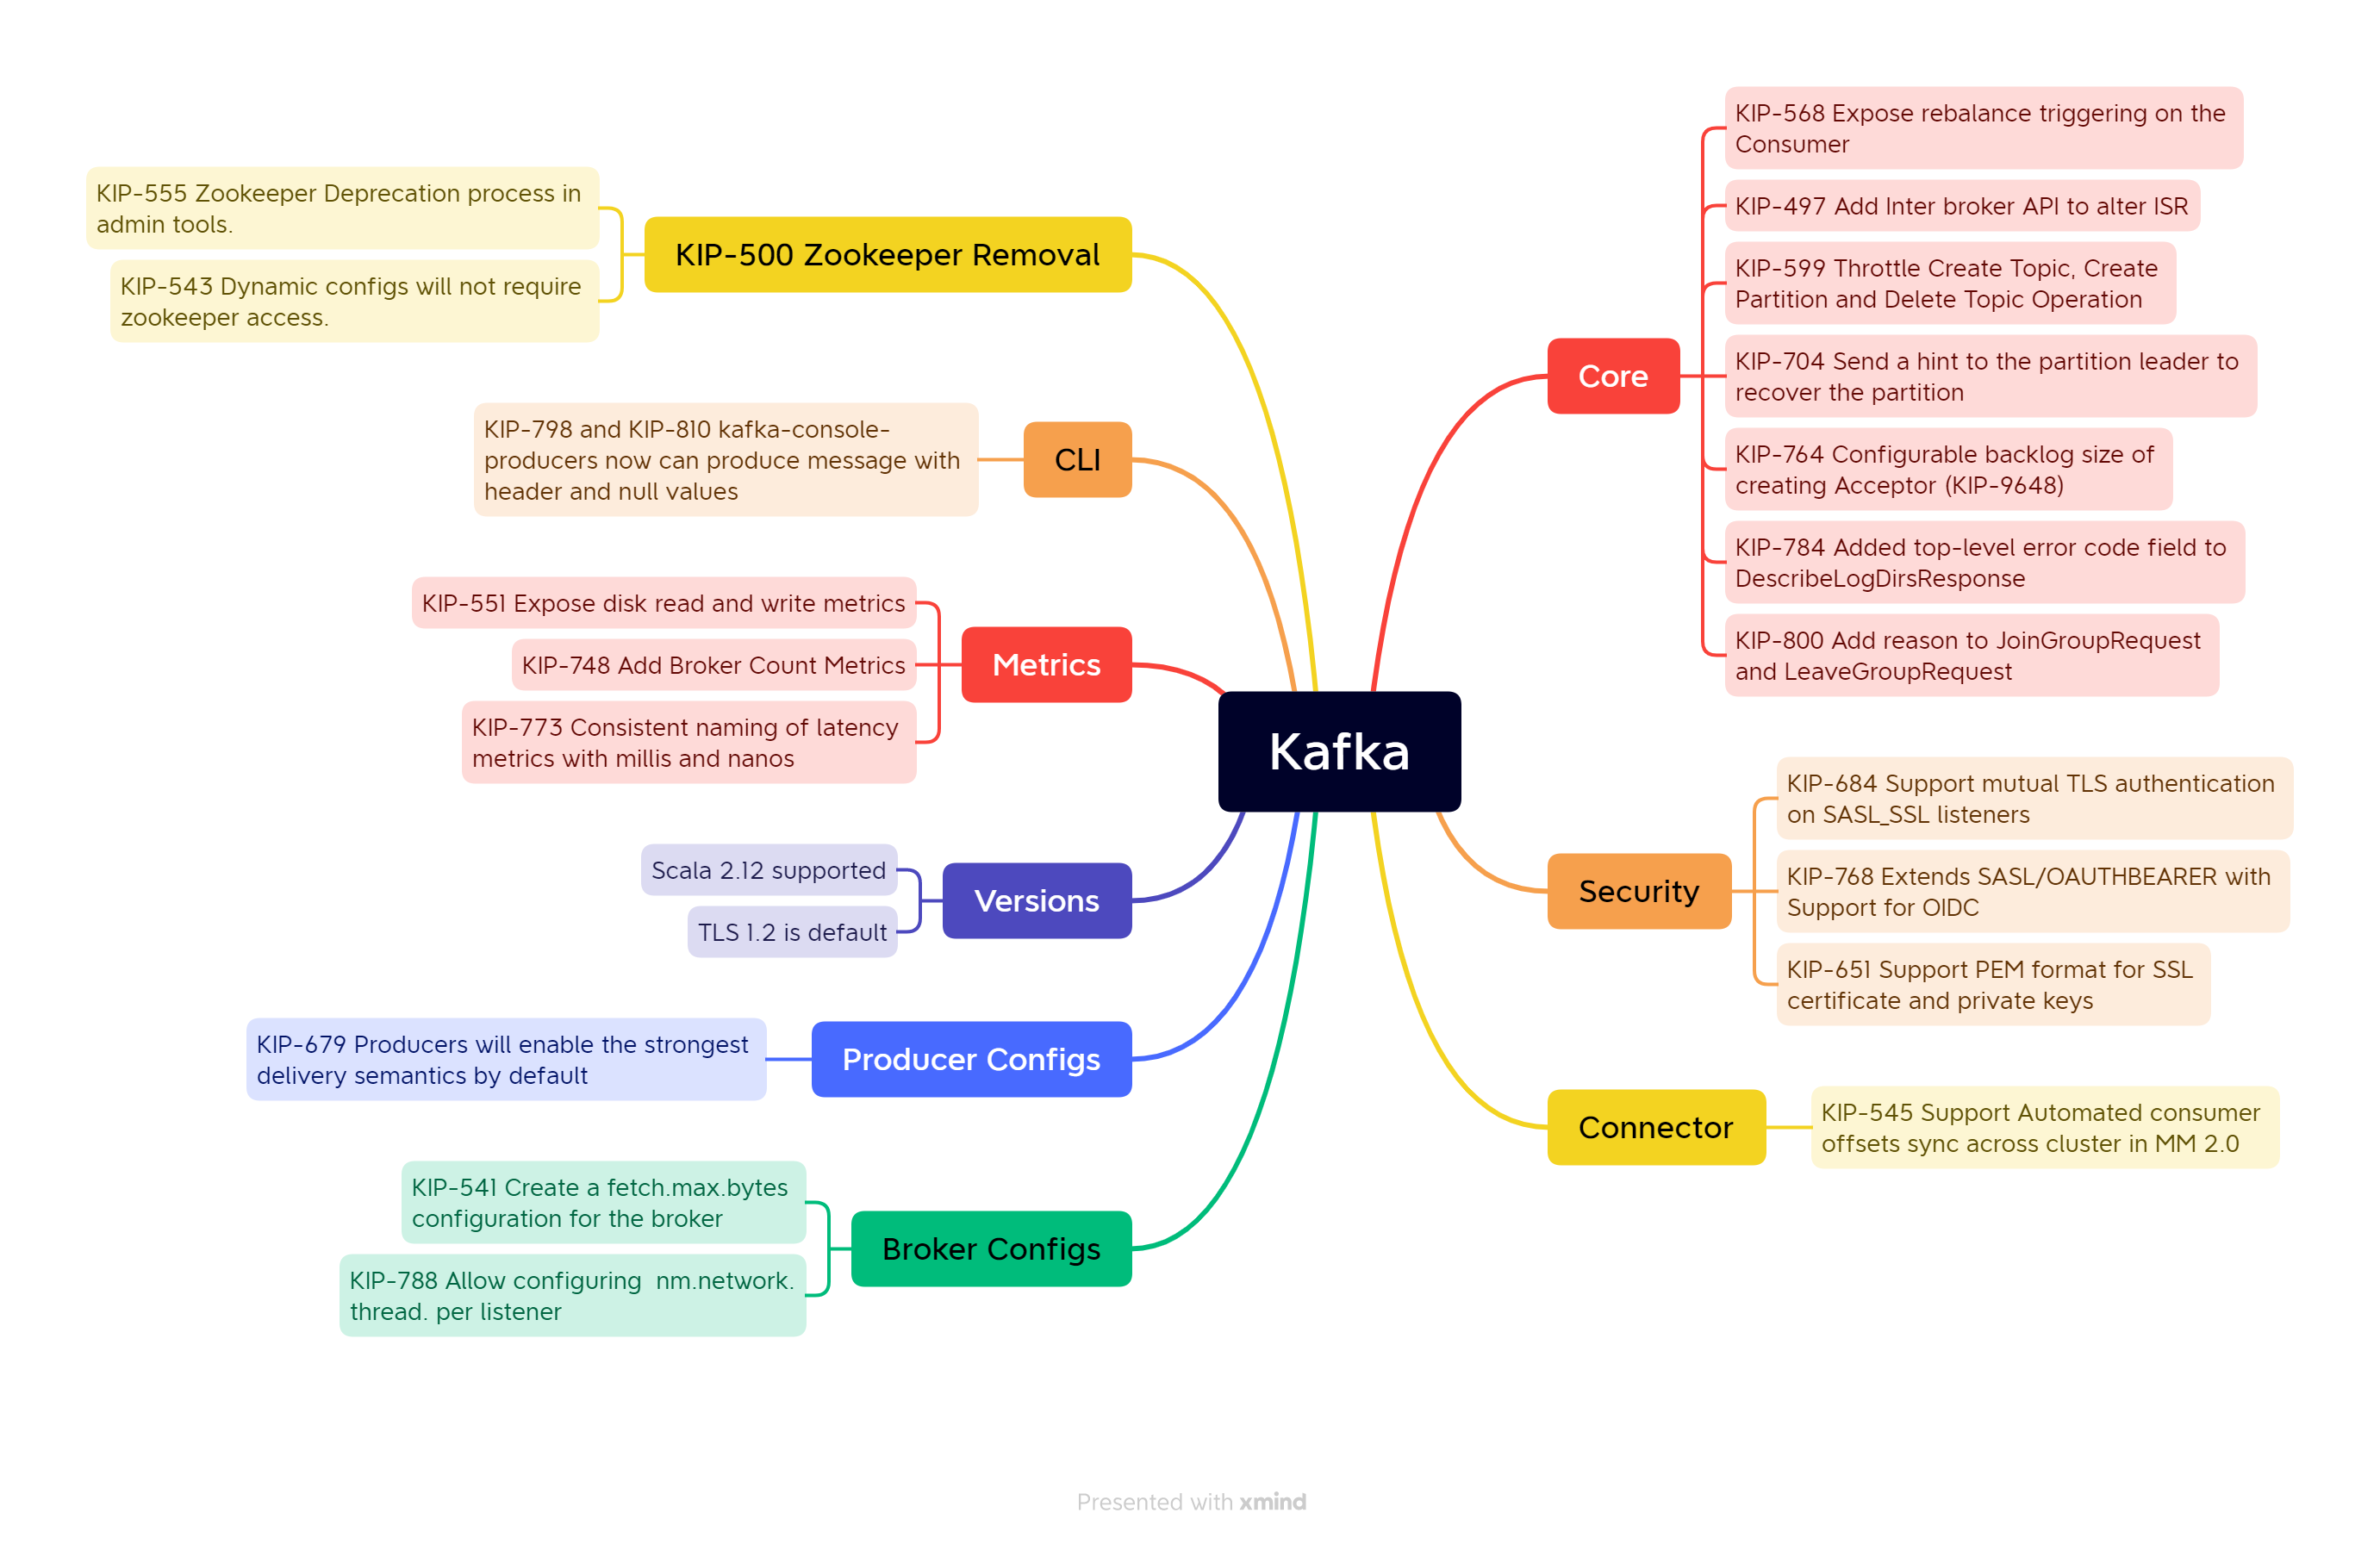 KIP-555 Zookeeper Deprecation process in
admin tools.
KIP-543 Dynamic configs will not require
zookeeper access.
KIP-500 Zookeeper Removal
KIP-798 and KIP-810 kafka-console-
producers now can produce message with
header and null values
CLI
KIP-551 Expose disk read and write metrics
KIP-748 Add Broker Count Metrics
KIP-773 Consistent naming of latency
metrics with millis and nanos
Metrics
Scala 2.12 supported
TLS 1.2 is default
Versions
KIP-679 Producers will enable the strongest
delivery semantics by default
Producer Configs
KIP-541 Create a fetch.max.bytes
configuration for the broker
KIP-788 Allow configuring  nm.network.
thread. per listener
Broker Configs
Kafka
Core
KIP-568 Expose rebalance triggering on the
Consumer
KIP-497 Add Inter broker API to alter ISR
KIP-599 Throttle Create Topic, Create
Partition and Delete Topic Operation
KIP-704 Send a hint to the partition leader to
recover the partition
KIP-764 Configurable backlog size of
creating Acceptor (KIP-9648)
KIP-784 Added top-level error code field to
DescribeLogDirsResponse
KIP-800 Add reason to JoinGroupRequest
and LeaveGroupRequest
Security
KIP-684 Support mutual TLS authentication
on SASL_SSL listeners
KIP-768 Extends SASL/OAUTHBEARER with
Support for OIDC
KIP-651 Support PEM format for SSL
certificate and private keys
Connector
KIP-545 Support Automated consumer
offsets sync across cluster in MM 2.0
Presented with xmind